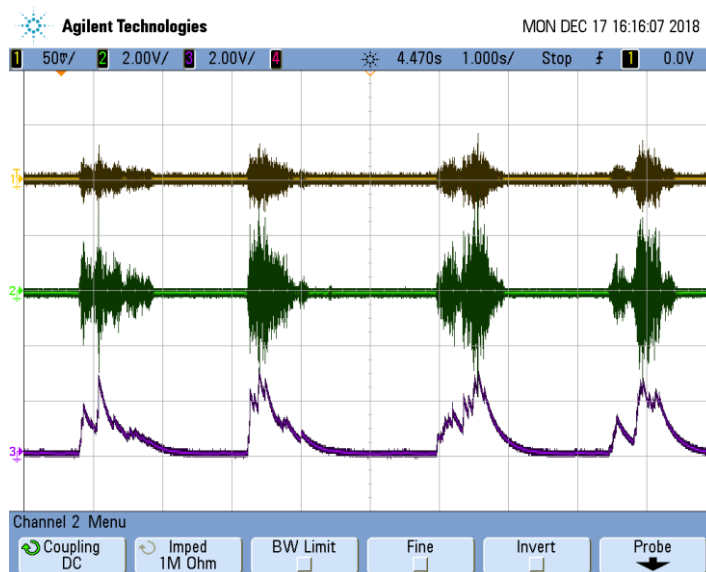 Agilent Technologies MON DEC 17 16:16:07 2018
1 50mV/ 2 2.00V/ 3 2.00V/ 4 4.470s 1.000s/ Stop 1 0.0V
1
2
3
Channel 2 Menu
Coupling Imped BW Limit Fine Invert Probe
DC 1M Ohm